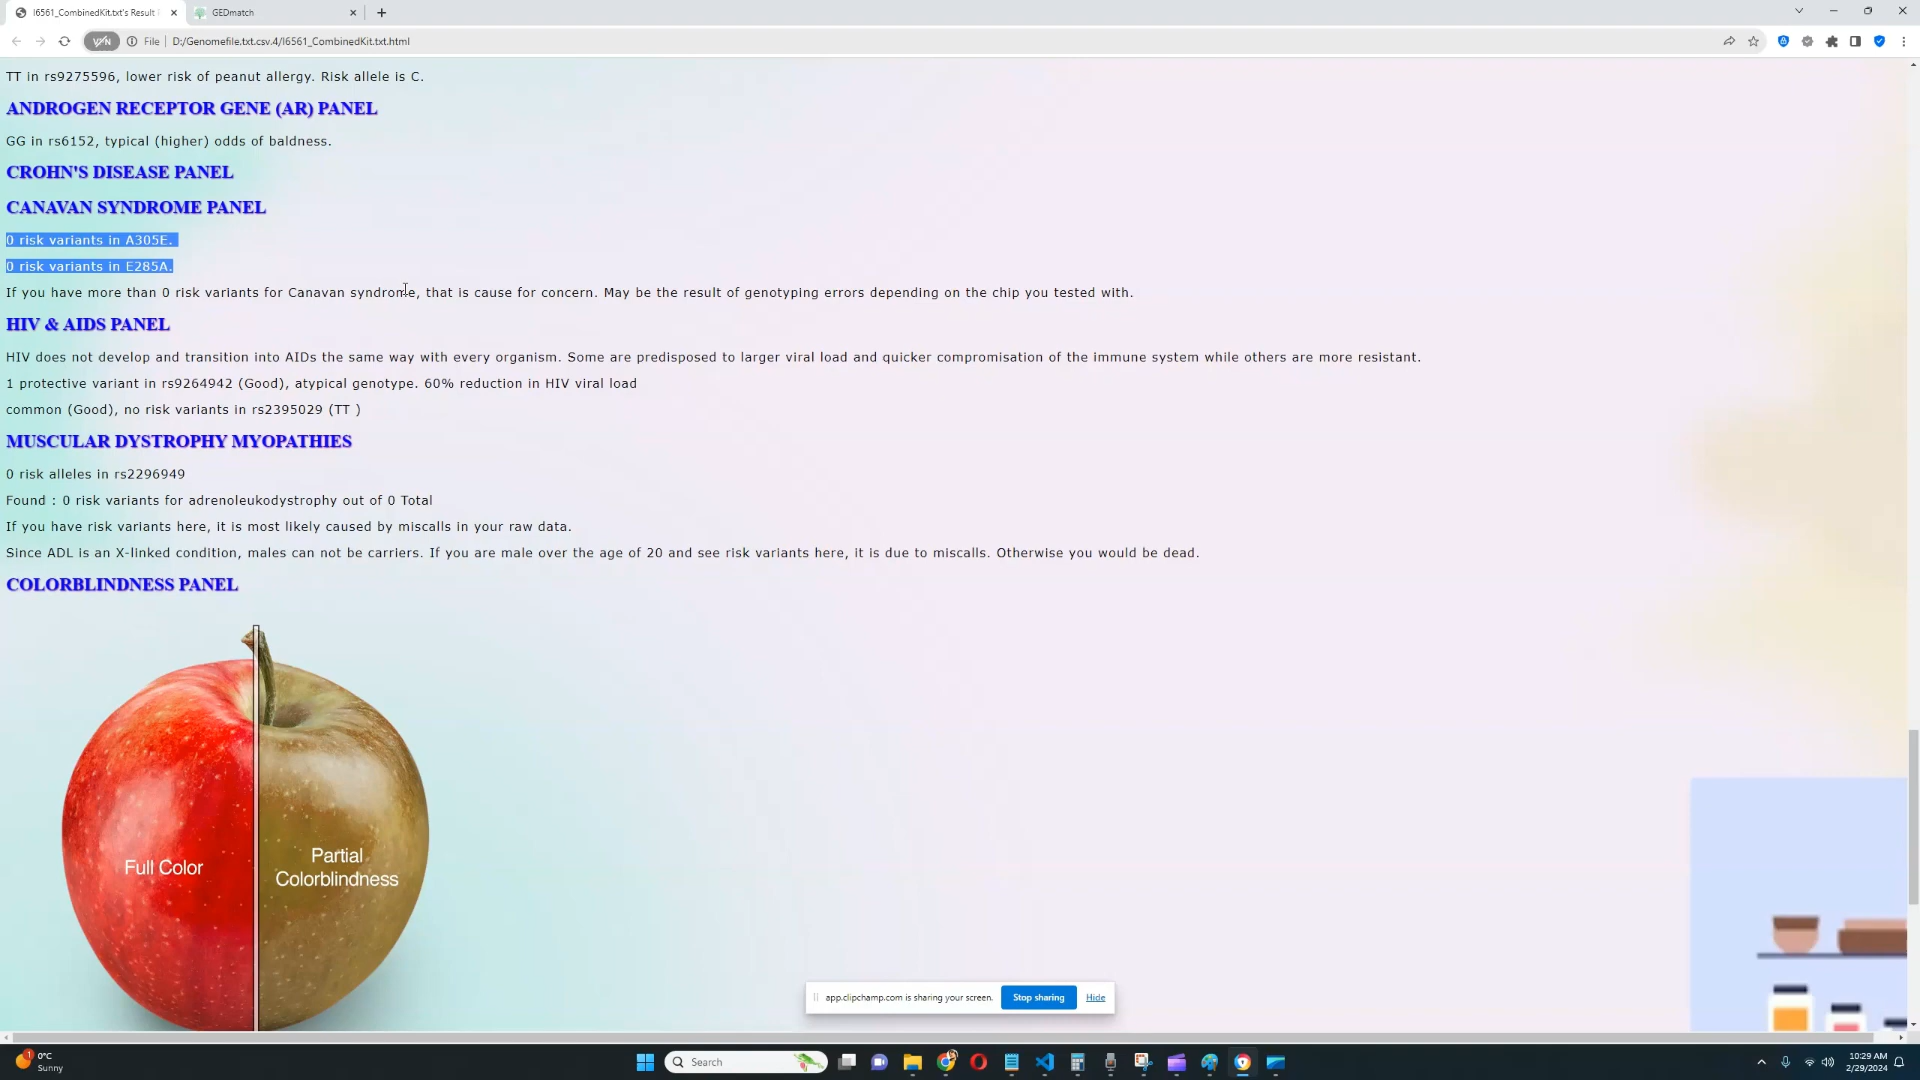 I6561_CombinedKit.txt's Result
GEDmatch
VPN
File
D:/Genomefile.txt.csv.4/I6561_CombinedKit.txt.html
TT in rs9275596, lower risk of peanut allergy. Risk allele is C.
ANDROGEN RECEPTOR GENE (AR) PANEL
GG in rs6152, typical (higher) odds of baldness.
CROHN'S DISEASE PANEL
CANAVAN SYNDROME PANEL
0 risk variants in A305E.
0 risk variants in E285A.
If you have more than 0 risk variants for Canavan syndrome, that is cause for concern. May be the result of genotyping errors depending on the chip you tested with.
HIV & AIDS PANEL
HIV does not develop and transition into AIDs the same way with every organism. Some are predisposed to larger viral load and quicker compromisation of the immune system while others are more resistant.
1 protective variant in rs9264942 (Good), atypical genotype. 60% reduction in HIV viral load
common (Good), no risk variants in rs2395029 (TT )
MUSCULAR DYSTROPHY MYOPATHIES
0 risk alleles in rs2296949
Found : 0 risk variants for adrenoleukodystrophy out of 0 Total
If you have risk variants here, it is most likely caused by miscalls in your raw data.
Since ADL is an X-linked condition, males can not be carriers. If you are male over the age of 20 and see risk variants here, it is due to miscalls. Otherwise you would be dead.
COLORBLINDNESS PANEL
Full Color
Partial
Colorblindness
app.clipchamp.com is sharing your screen.
Stop sharing
Hide
1
0°C
Sunny
Search
10:29 AM
2/29/2024